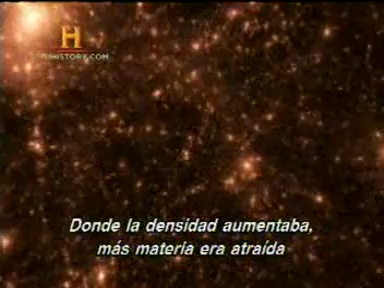 H
HISTORY.COM
Donde la densidad aumentaba,
más materia era atraída